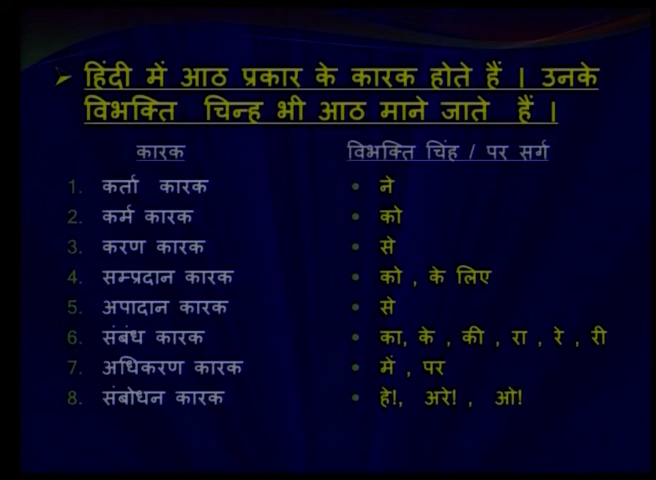 ➢ हिंदी में आठ प्रकार के कारक होते हैं | उनके
विभक्ति चिन्ह भी आठ माने जाते हैं |
कारक विभक्ति चिंह / पर सर्ग
1. कर्ता कारक • ने
2. कर्म कारक • को
3. करण कारक • से
4. सम्प्रदान कारक • को , के लिए
5. अपादान कारक • से
6. संबंध कारक • का, के , की , रा , रे , री
7. अधिकरण कारक • में , पर
8. संबोधन कारक • हे!, अरे! , ओ!